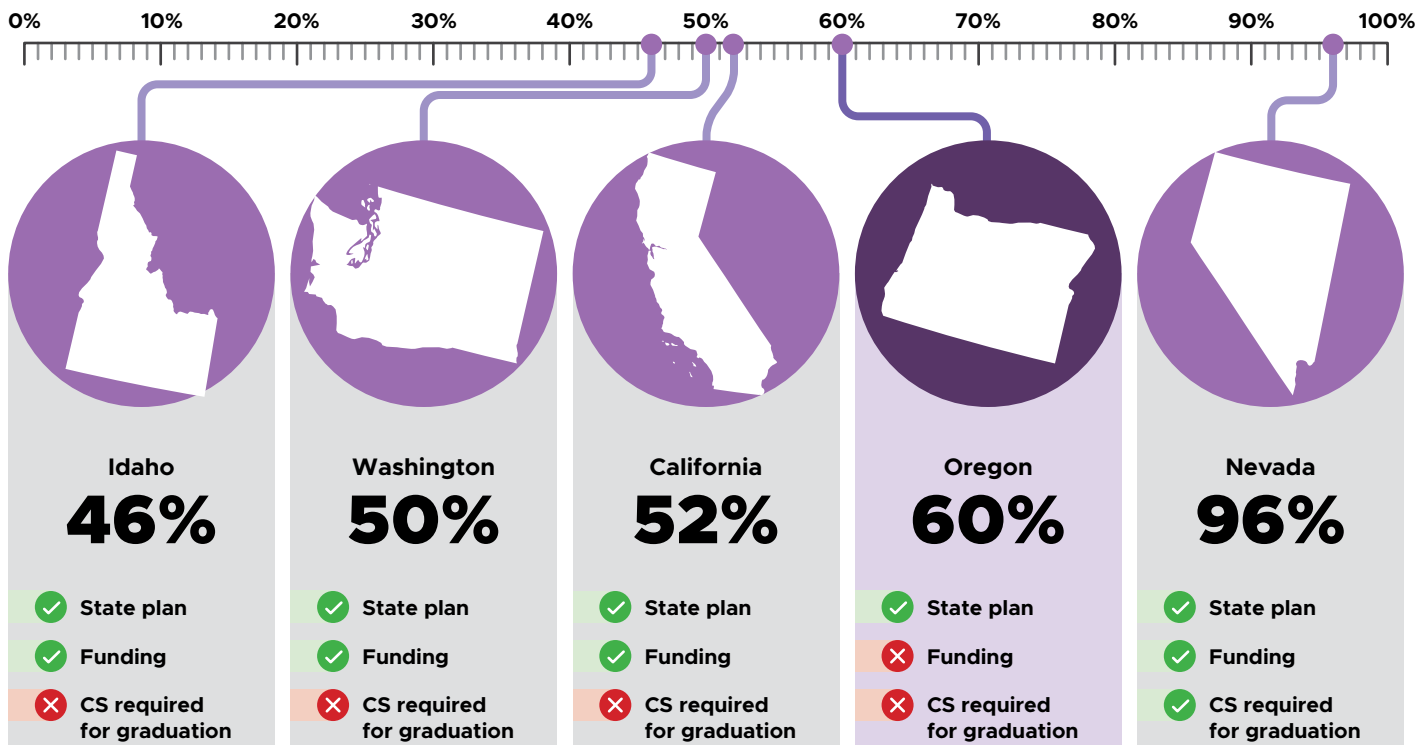 0% 10% 20% 30% 40% 50% 60% 70% 80% 90% 100%
Idaho
46%
State plan
Funding
CS required
for graduation
Washington
50%
State plan
Funding
CS required
for graduation
California
52%
State plan
Funding
CS required
for graduation
Oregon
60%
State plan
Funding
CS required
for graduation
Nevada
96%
State plan
Funding
CS required
for graduation